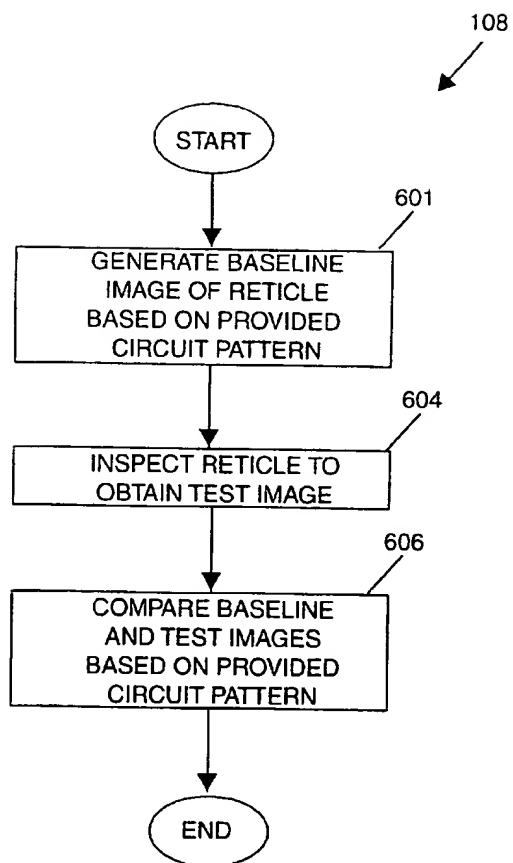 108
START
601
GENERATE BASELINE
IMAGE OF RETICLE
BASED ON PROVIDED
CIRCUIT PATTERN
604
INSPECT RETICLE TO
OBTAIN TEST IMAGE
606
COMPARE BASELINE
AND TEST IMAGES
BASED ON PROVIDED
CIRCUIT PATTERN
END